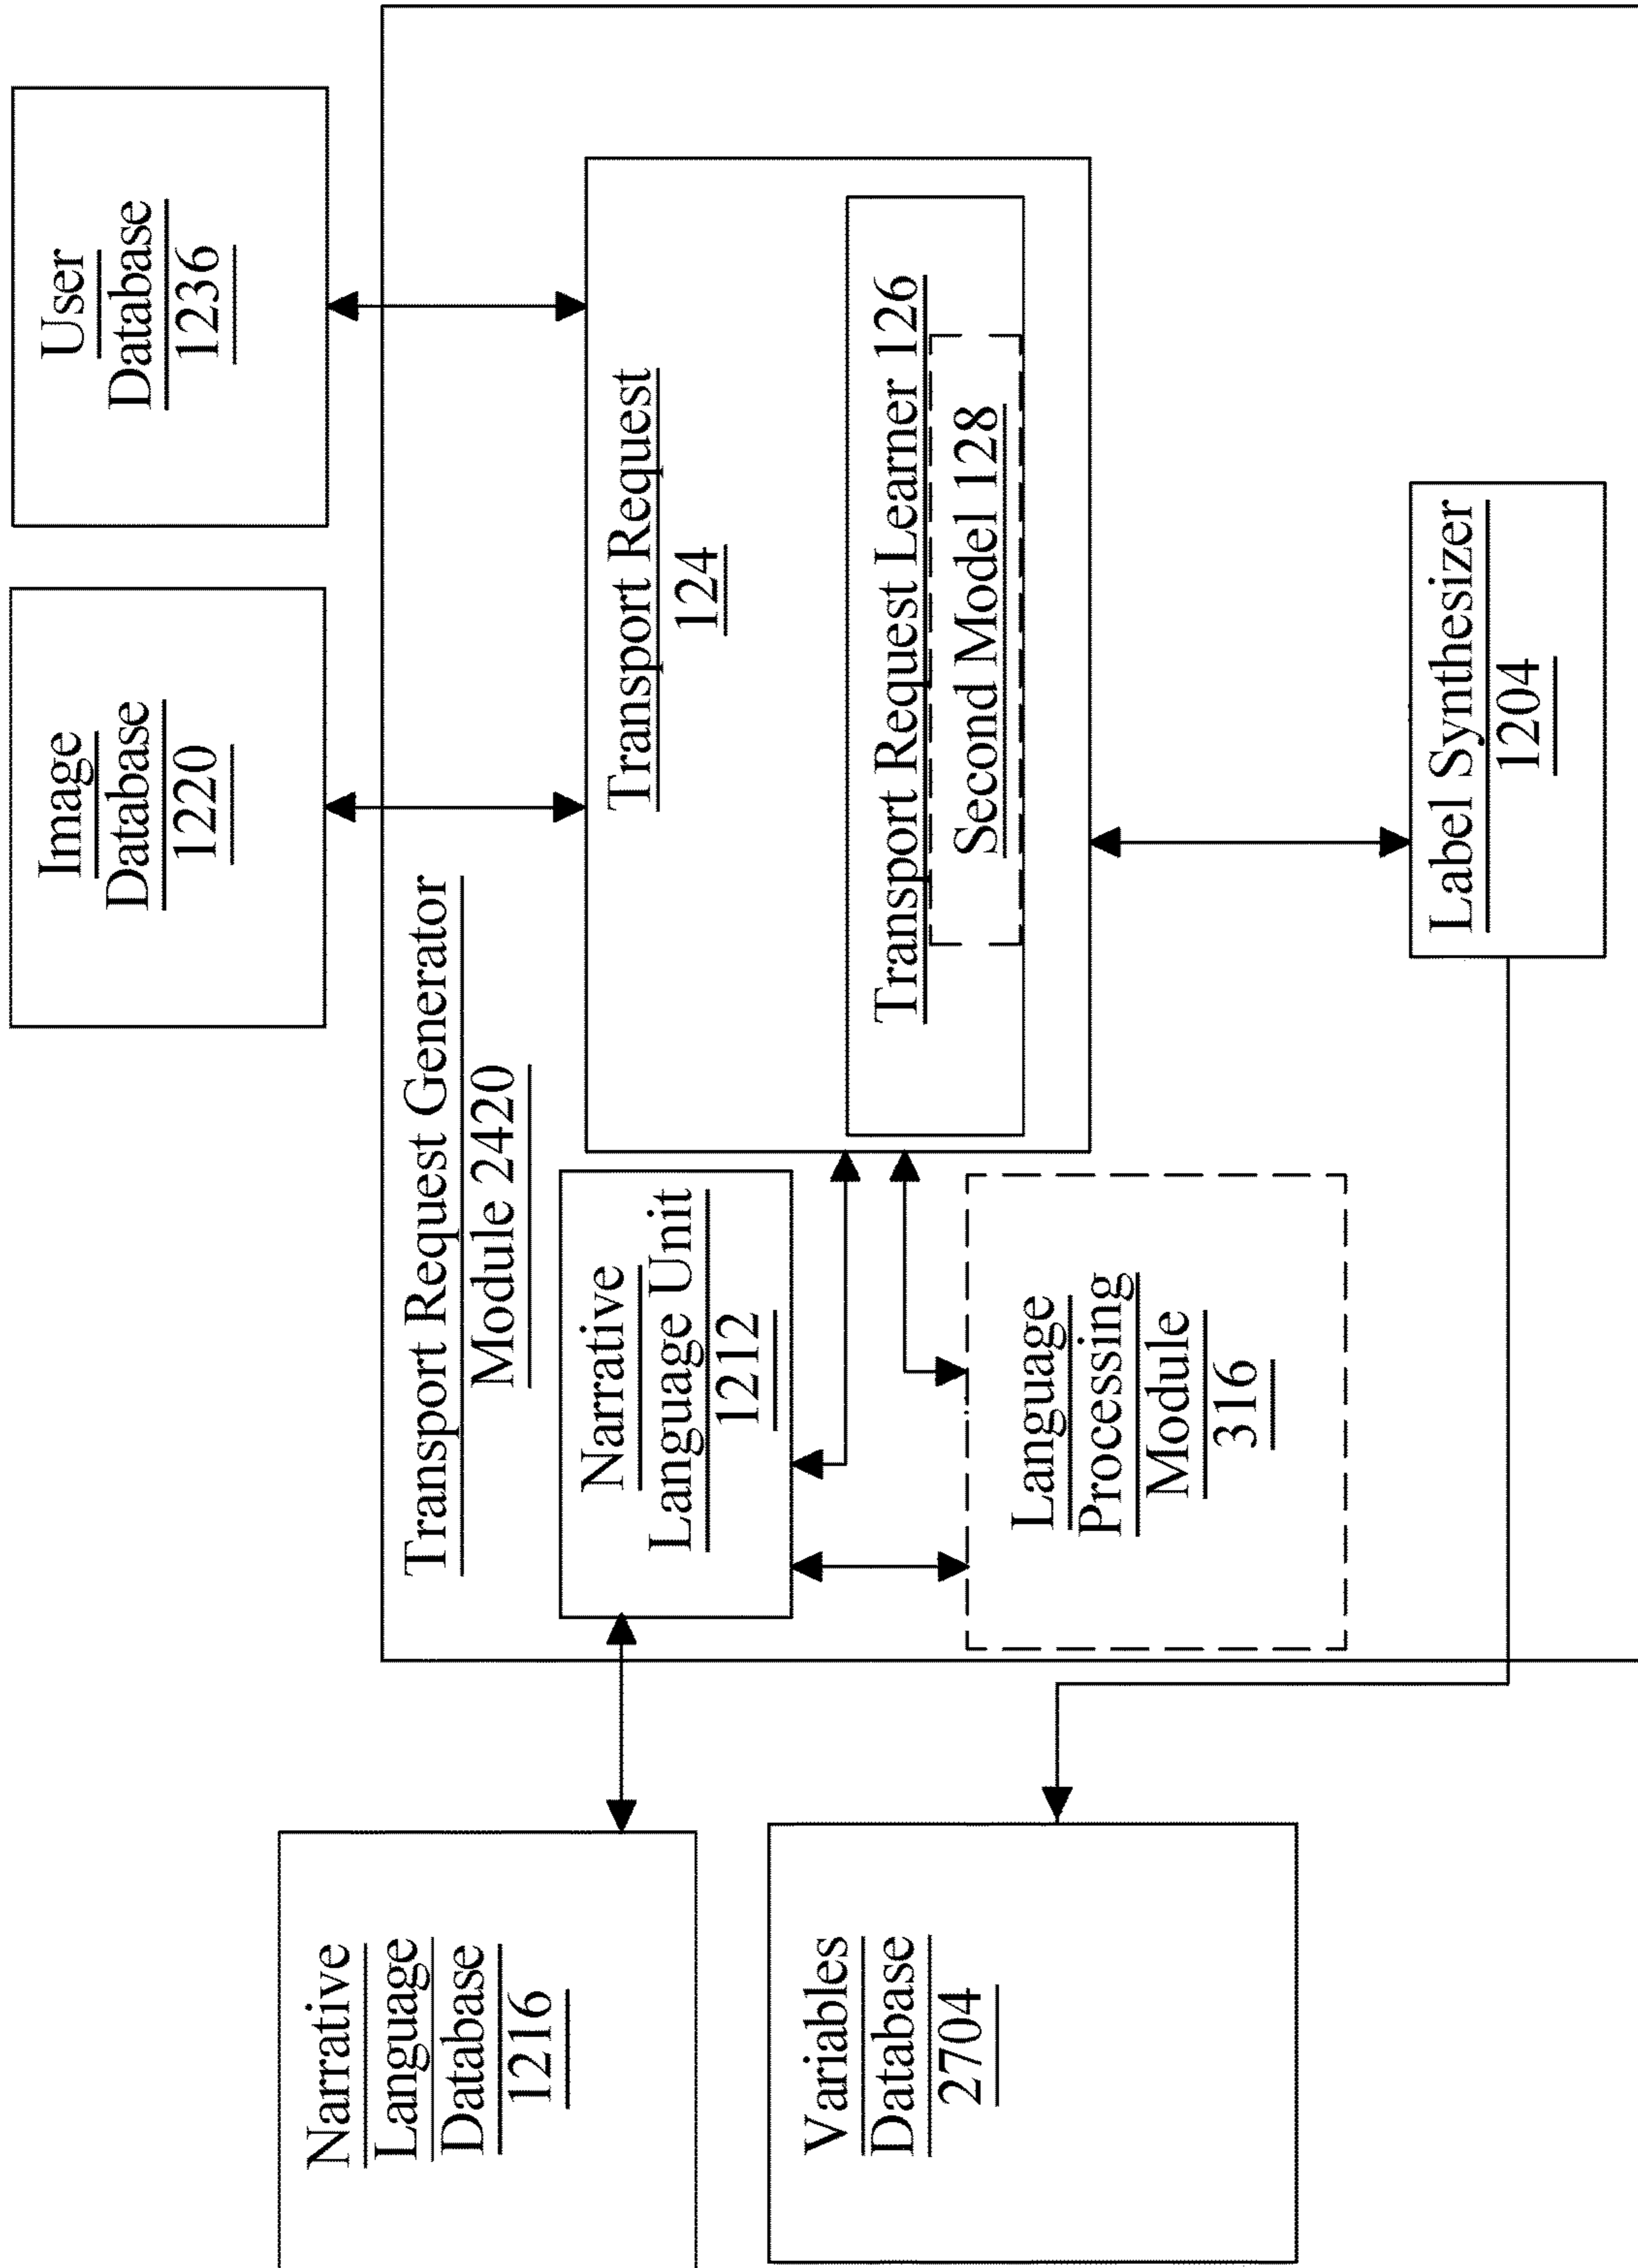 Narrative
Language
Database
1216
Variables
Database
2704
Transport Request Generator
Module 2420
Narrative
Language Unit
1212
Language
Processing
Module
316
Image
Database
1220
User
Database
1236
Transport Request
124
Transport Request Learner 126
Second Model 128
Label Synthesizer
1204